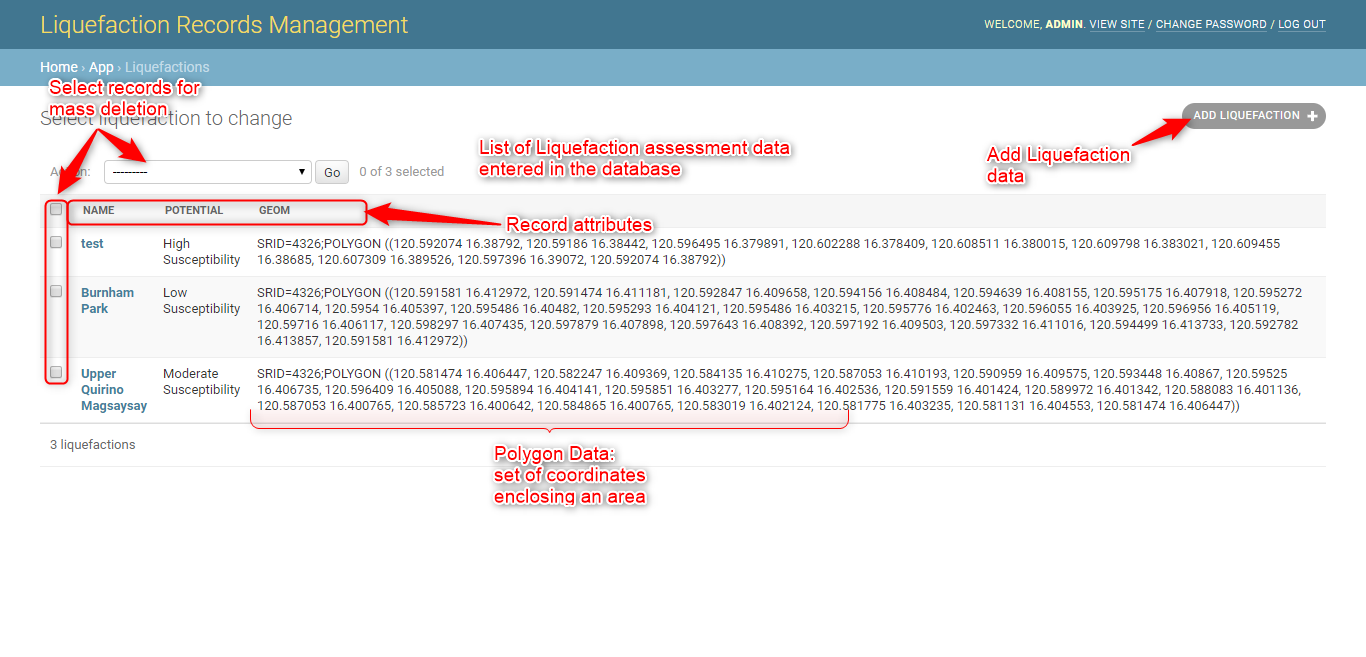 Liquefaction Records Management
WELCOME, ADMIN. VIEW SITE / CHANGE PASSWORD / LOG OUT
Home › App › Liquefactions
Select records for
mass deletion
Select liquefaction to change
ADD LIQUEFACTION +
Add Liquefaction
data
List of Liquefaction assessment data
entered in the database
Action:
---------
Go
0 of 3 selected
NAME POTENTIAL GEOM
Record attributes
test
High
Susceptibility
SRID=4326;POLYGON ((120.592074 16.38792, 120.59186 16.38442, 120.596495 16.379891, 120.602288 16.378409, 120.608511 16.380015, 120.609798 16.383021, 120.609455
16.38685, 120.607309 16.389526, 120.597396 16.39072, 120.592074 16.38792))
Burnham
Park
Low
Susceptibility
SRID=4326;POLYGON ((120.591581 16.412972, 120.591474 16.411181, 120.592847 16.409658, 120.594156 16.408484, 120.594639 16.408155, 120.595175 16.407918, 120.595272
16.406714, 120.5954 16.405397, 120.595486 16.40482, 120.595293 16.404121, 120.595486 16.403215, 120.595776 16.402463, 120.596055 16.403925, 120.596956 16.405119,
120.59716 16.406117, 120.598297 16.407435, 120.597879 16.407898, 120.597643 16.408392, 120.597192 16.409503, 120.597332 16.411016, 120.594499 16.413733, 120.592782
16.413857, 120.591581 16.412972))
Upper
Quirino
Magsaysay
Moderate
Susceptibility
SRID=4326;POLYGON ((120.581474 16.406447, 120.582247 16.409369, 120.584135 16.410275, 120.587053 16.410193, 120.590959 16.409575, 120.593448 16.40867, 120.59525
16.406735, 120.596409 16.405088, 120.595894 16.404141, 120.595851 16.403277, 120.595164 16.402536, 120.591559 16.401424, 120.589972 16.401342, 120.588083 16.401136,
120.587053 16.400765, 120.585723 16.400642, 120.584865 16.400765, 120.583019 16.402124, 120.581775 16.403235, 120.581131 16.404553, 120.581474 16.406447))
3 liquefactions
Polygon Data:
set of coordinates
enclosing an area